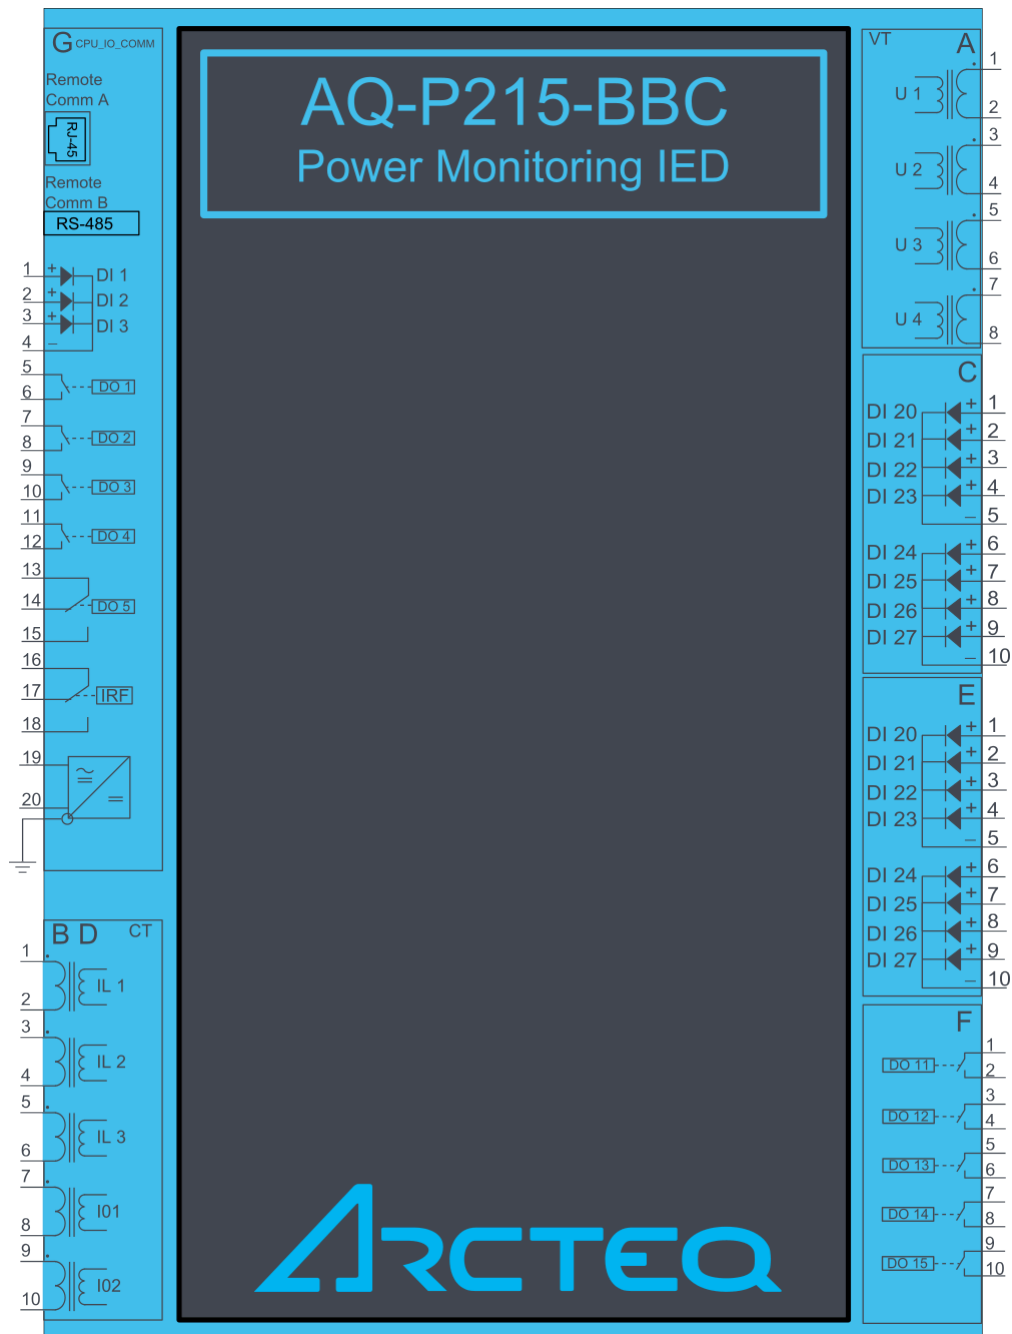 G CPU_IO_COMM
Remote
Comm A
RJ-45
Remote
Comm B
RS-485
1 + DI 1
2 + DI 2
3 + DI 3
4 −
5
6 DO 1
7
8 DO 2
9
10 DO 3
11
12 DO 4
13
14 DO 5
15
16
17 IRF
18
19
20
B D CT
1
IL 1
2
3
IL 2
4
5
IL 3
6
7
I01
8
9
I02
10
AQ-P215-BBC
Power Monitoring IED
ARCTEQ
VT A
1
U 1
2
3
U 2
4
5
U 3
6
7
U 4
8
C
DI 20 + 1
DI 21 + 2
DI 22 + 3
DI 23 + 4
− 5
DI 24 + 6
DI 25 + 7
DI 26 + 8
DI 27 + 9
− 10
E
DI 20 + 1
DI 21 + 2
DI 22 + 3
DI 23 + 4
− 5
DI 24 + 6
DI 25 + 7
DI 26 + 8
DI 27 + 9
− 10
F
1
DO 11 2
3
DO 12 4
5
DO 13 6
7
DO 14 8
9
DO 15 10